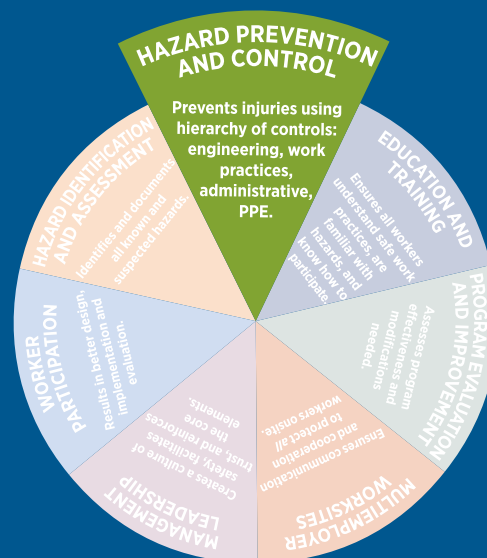 HAZARD PREVENTION
AND CONTROL
Prevents injuries using
hierarchy of controls:
engineering, work
practices,
administrative,
PPE.
EDUCATION AND
TRAINING
Ensures all workers
understand safe work
practices, are
familiar with
hazards, and
know how to
participate.
PROGRAM EVALUATION
AND IMPROVEMENT
Assesses program
effectiveness and
modifications
needed.
MULTIEMPLOYER
WORKSITES
Ensures communication
and cooperation
to protect all
workers onsite.
MANAGEMENT
LEADERSHIP
Creates a culture of
safety, facilitates
trust, and reinforces
the core
elements.
WORKER
PARTICIPATION
Results in better design,
implementation and
evaluation.
HAZARD IDENTIFICATION
AND ASSESSMENT
Identifies and documents
all known and
suspected hazards.